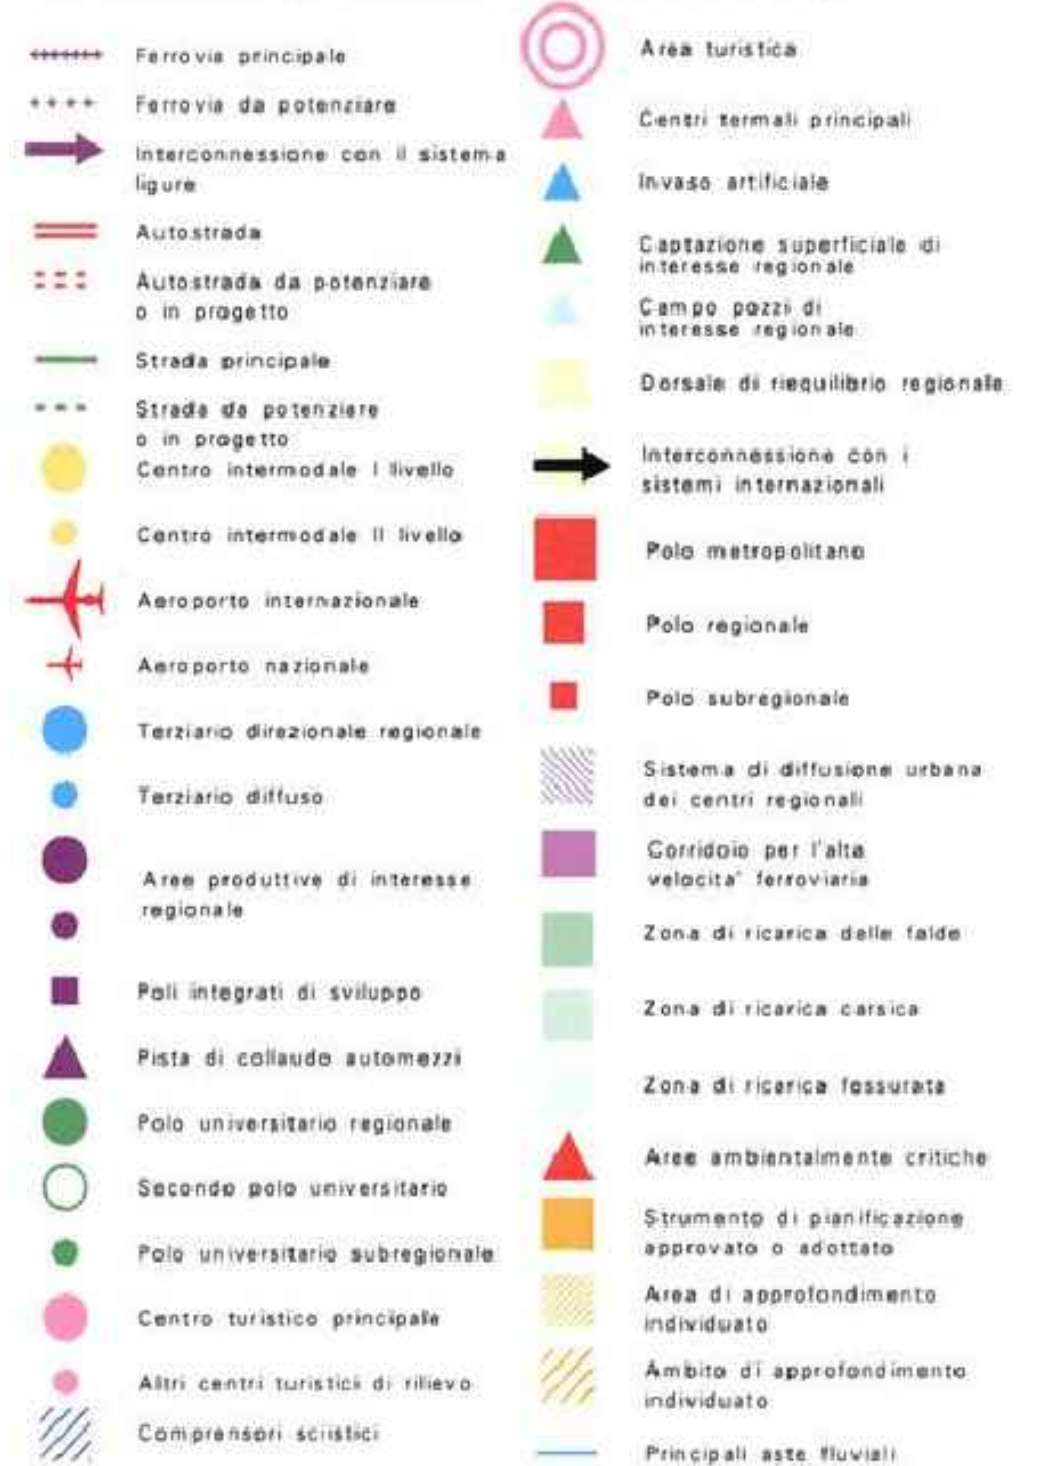 Ferrovia principale
Ferrovia da potenziare
Interconnessione con il sistema
ligure
Autostrada
Autostrada da potenziare
o in progetto
Strada principale
Strada da potenziare
o in progetto
Centro intermodale I livello
Centro intermodale II livello
Aeroporto internazionale
Aeroporto nazionale
Terziario direzionale regionale
Terziario diffuso
Aree produttive di interesse
regionale
Poli integrati di sviluppo
Pista di collaudo automezzi
Polo universitario regionale
Secondo polo universitario
Polo universitario subregionale
Centro turistico principale
Altri centri turistici di rilievo
Comprensori sciistici
Area turistica
Centri termali principali
Invaso artificiale
Captazione superficiale di
interesse regionale
Campo pozzi di
interesse regionale
Dorsale di riequilibrio regionale
Interconnessione con i
sistemi internazionali
Polo metropolitano
Polo regionale
Polo subregionale
Sistema di diffusione urbana
dei centri regionali
Corridoio per l'alta
velocita' ferroviaria
Zona di ricarica delle falde
Zona di ricarica carsica
Zona di ricarica fessurata
Aree ambientalmente critiche
Strumento di pianificazione
approvato o adottato
Area di approfondimento
individuato
Ambito di approfondimento
individuato
Principali aste fluviali